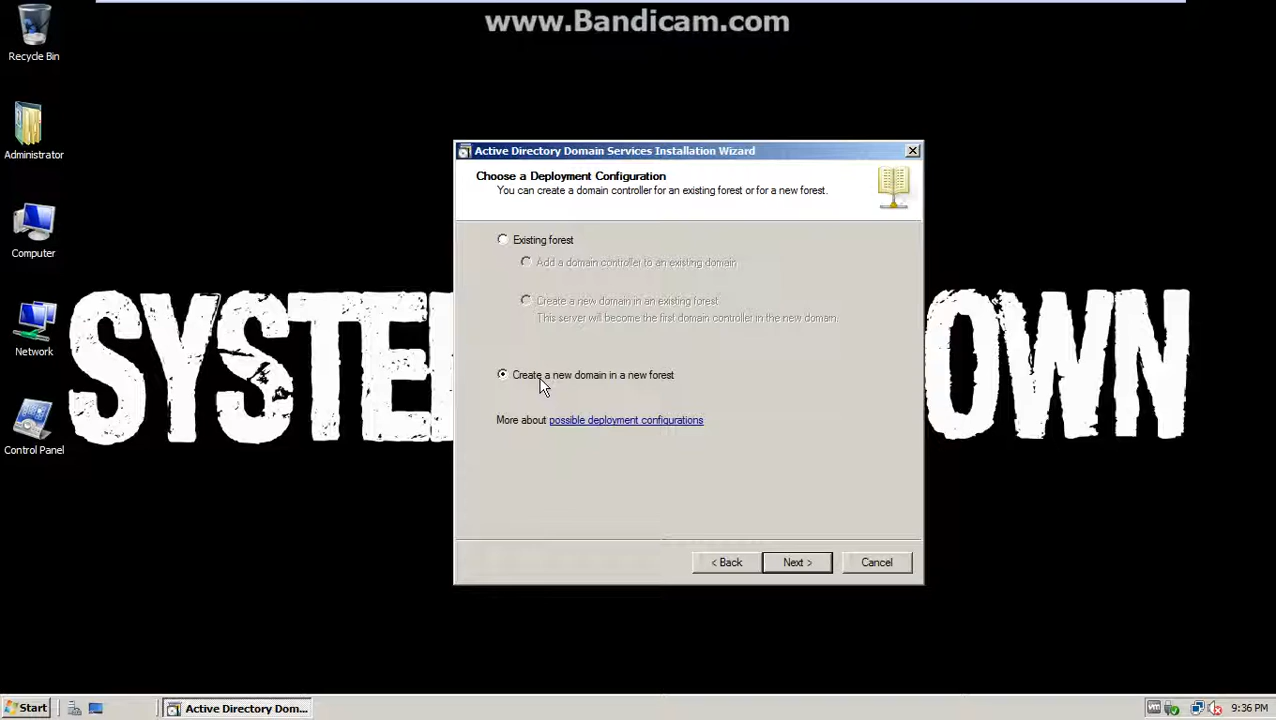 www.Bandicam.com
Recycle Bin
Administrator
Computer
Network
Control Panel
SYSTE
OWN
Active Directory Domain Services Installation Wizard
Choose a Deployment Configuration
You can create a domain controller for an existing forest or for a new forest.
Existing forest
Add a domain controller to an existing domain
Create a new domain in an existing forest
This server will become the first domain controller in the new domain.
Create a new domain in a new forest
More about possible deployment configurations
< Back
Next >
Cancel
Start
Active Directory Dom...
9:36 PM